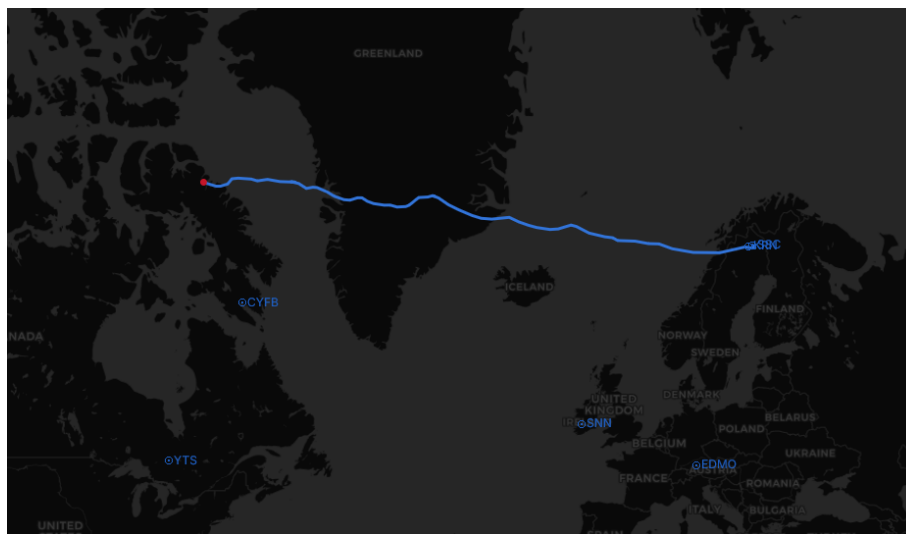 GREENLAND
ICELAND
CYFB
NADA
FINLAND
NORWAY
SWEDEN
DENMARK
UNITED
KINGDOM
SNN
BELARUS
POLAND
BELGIUM
YTS
UKRAINE
EDMO
AUSTRIA
FRANCE
ROMANIA
ITALY
BULGARIA
UNITED